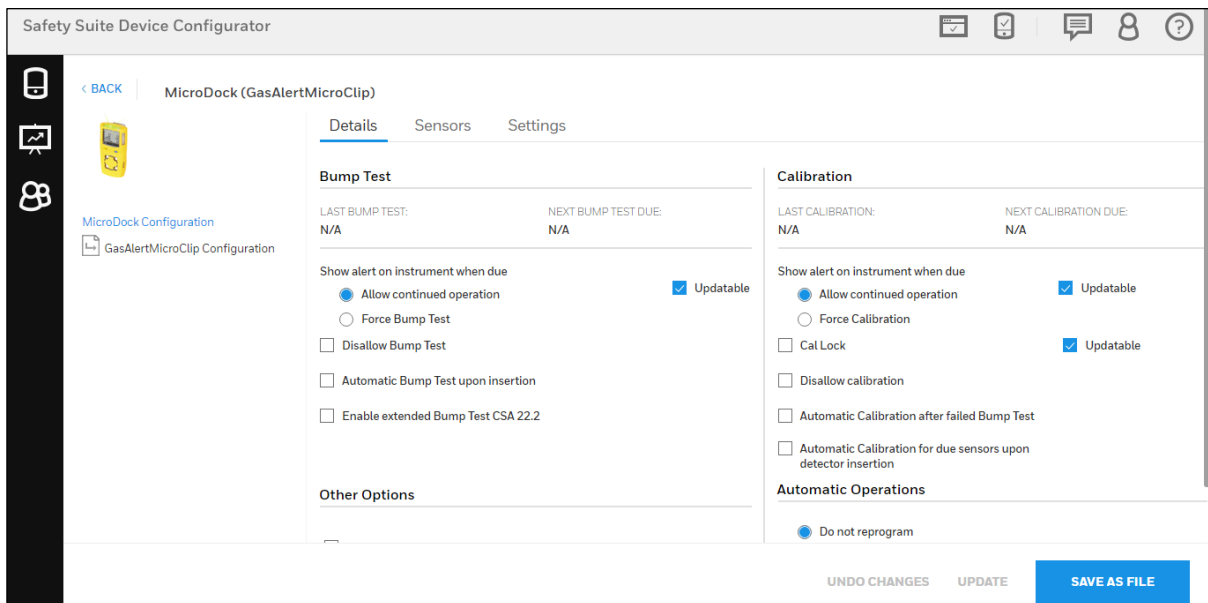 Safety Suite Device Configurator
< BACK
MicroDock (GasAlertMicroClip)
MicroDock Configuration
GasAlertMicroClip Configuration
Details Sensors Settings
Bump Test
LAST BUMP TEST: NEXT BUMP TEST DUE:
N/A N/A
Show alert on instrument when due
Allow continued operation Updatable
Force Bump Test
Disallow Bump Test
Automatic Bump Test upon insertion
Enable extended Bump Test CSA 22.2
Other Options
Calibration
LAST CALIBRATION: NEXT CALIBRATION DUE:
N/A N/A
Show alert on instrument when due
Allow continued operation Updatable
Force Calibration
Cal Lock Updatable
Disallow calibration
Automatic Calibration after failed Bump Test
Automatic Calibration for due sensors upon
detector insertion
Automatic Operations
Do not reprogram
UNDO CHANGES UPDATE SAVE AS FILE